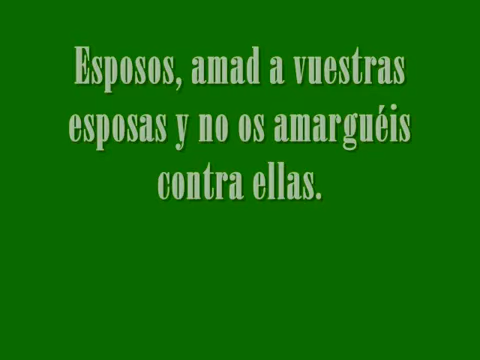 Esposos, amad a vuestras
esposas y no os amarguéis
contra ellas.